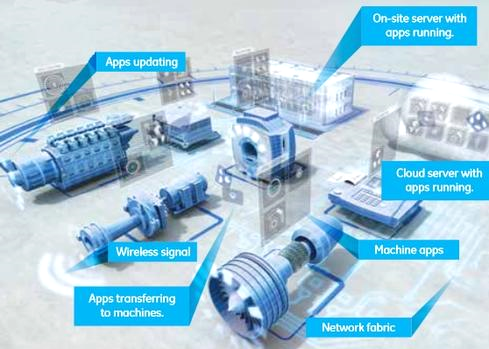 On-site server with
apps running.
Apps updating
Cloud server with
apps running.
Wireless signal
Machine apps
Apps transferring
to machines.
Network fabric